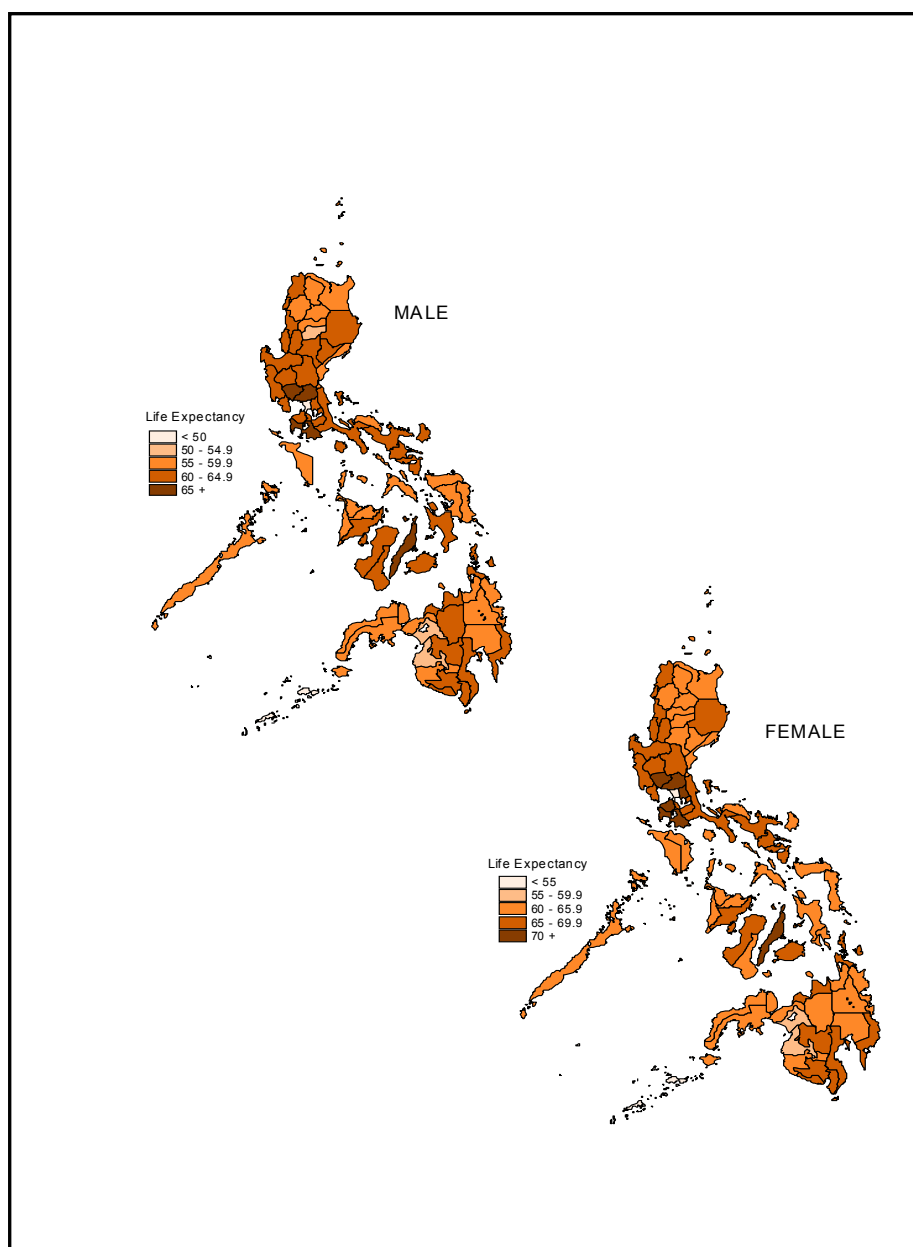 MALE
Life Expectancy
< 50
50 - 54.9
55 - 59.9
60 - 64.9
65 +
FEMALE
Life Expectancy
< 55
55 - 59.9
60 - 65.9
65 - 69.9
70 +